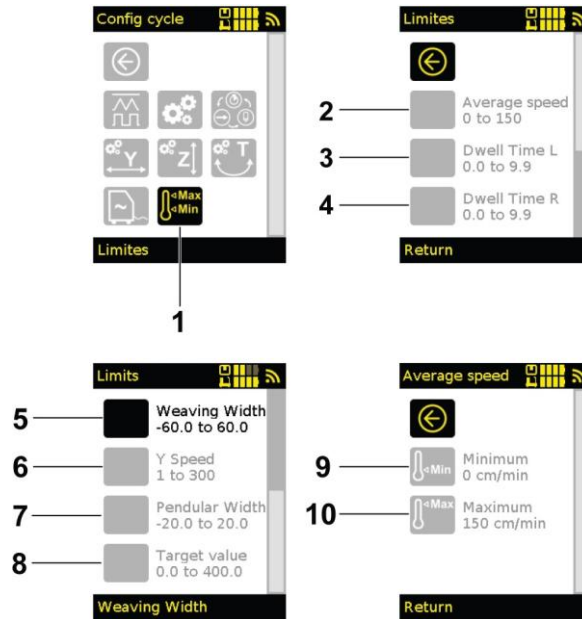 Config cycle
Y
Z
T
~
Max
Min
Limites
1
Limites
2
Average speed
0 to 150
3
Dwell Time L
0.0 to 9.9
4
Dwell Time R
0.0 to 9.9
Return
Limits
5
Weaving Width
-60.0 to 60.0
6
Y Speed
1 to 300
7
Pendular Width
-20.0 to 20.0
8
Target value
0.0 to 400.0
Weaving Width
Average speed
9
Min
Minimum
0 cm/min
10
Max
Maximum
150 cm/min
Return